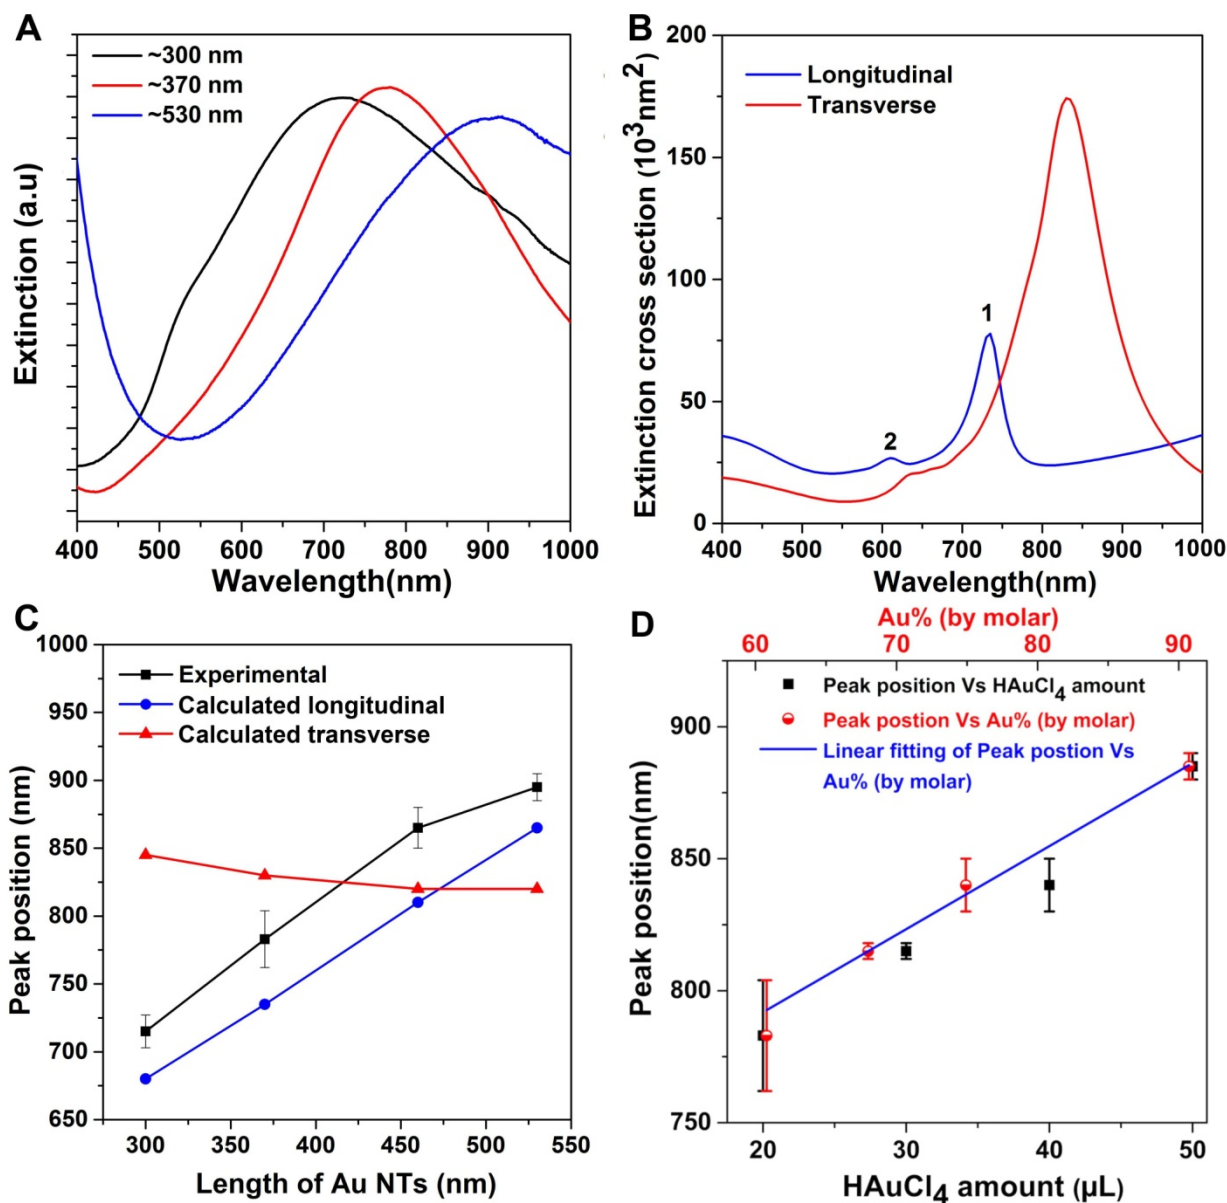 A
~300 nm
~370 nm
~530 nm
Extinction (a.u)
400 500 600 700 800 900 1000
Wavelength(nm)
B
Longitudinal
Transverse
1
2
Extinction cross section (10³nm²)
200
150
100
50
0
400 500 600 700 800 900 1000
Wavelength(nm)
C
Experimental
Calculated longitudinal
Calculated transverse
Peak position (nm)
1000
950
900
850
800
750
700
650
300 350 400 450 500 550
Length of Au NTs (nm)
D
Au% (by molar)
60 70 80 90
Peak position Vs HAuCl₄ amount
Peak postion Vs Au% (by molar)
Linear fitting of Peak postion Vs
Au% (by molar)
Peak position(nm)
900
850
800
750
20 30 40 50
HAuCl₄ amount (µL)